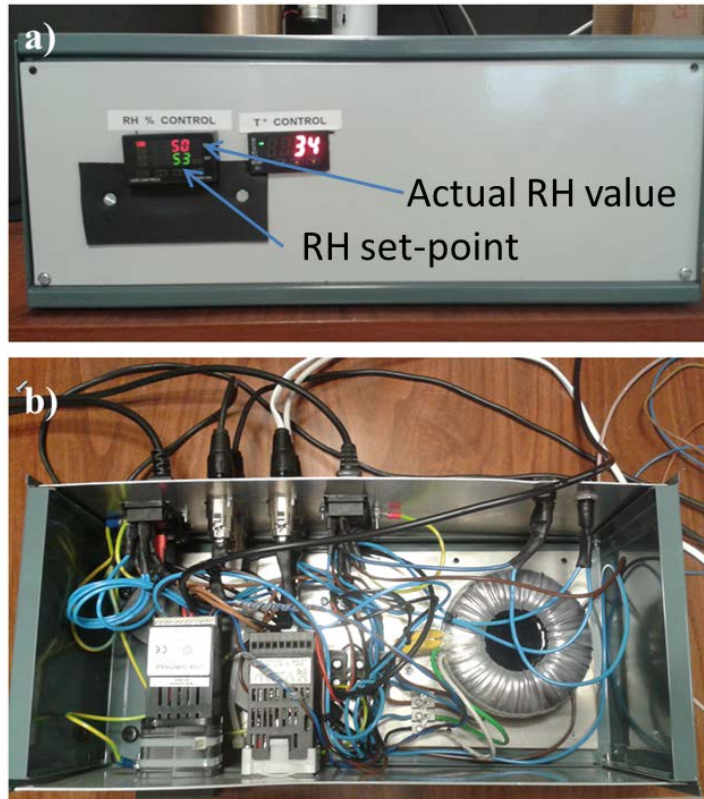 a)
RH % CONTROL
T° CONTROL
50
53
34
Actual RH value
RH set-point
b)